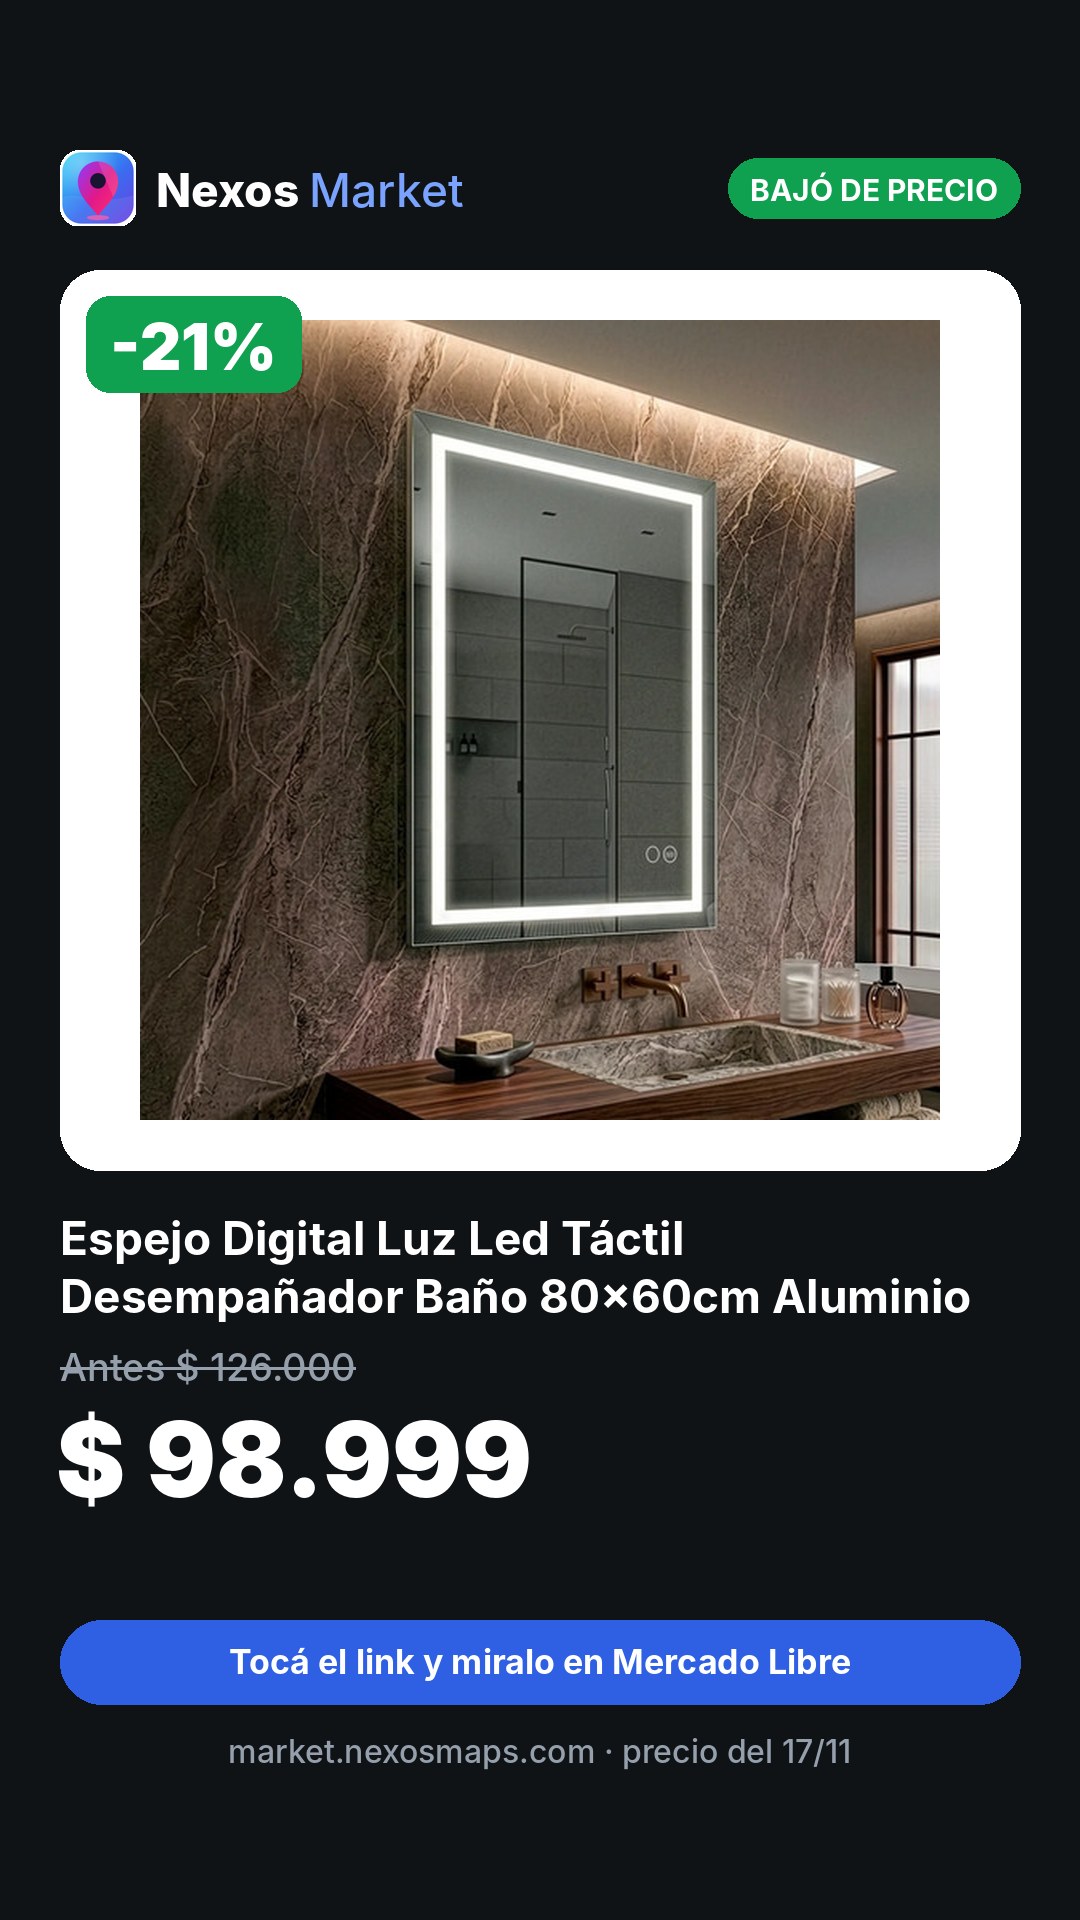 Nexos Market
BAJÓ DE PRECIO
-21%
Espejo Digital Luz Led Táctil
Desempañador Baño 80x60cm Aluminio
Antes $ 126.000
$ 98.999
Tocá el link y miralo en Mercado Libre
market.nexosmaps.com · precio del 17/11